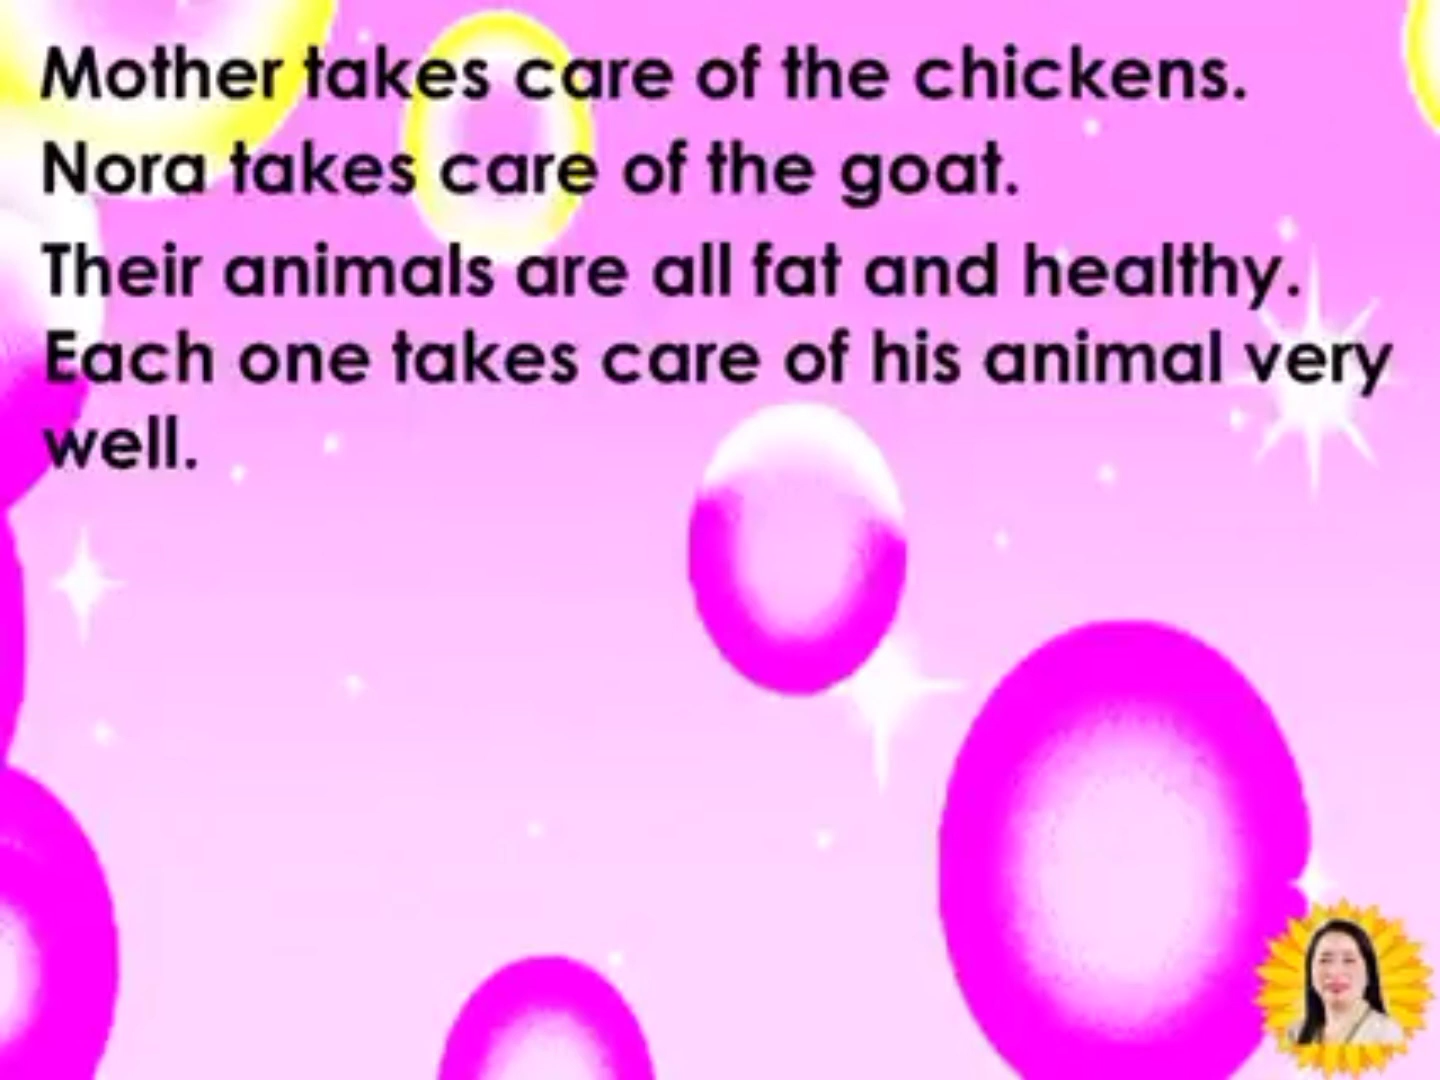 Mother takes care of the chickens.
Nora takes care of the goat.
Their animals are all fat and healthy.
Each one takes care of his animal very
well.